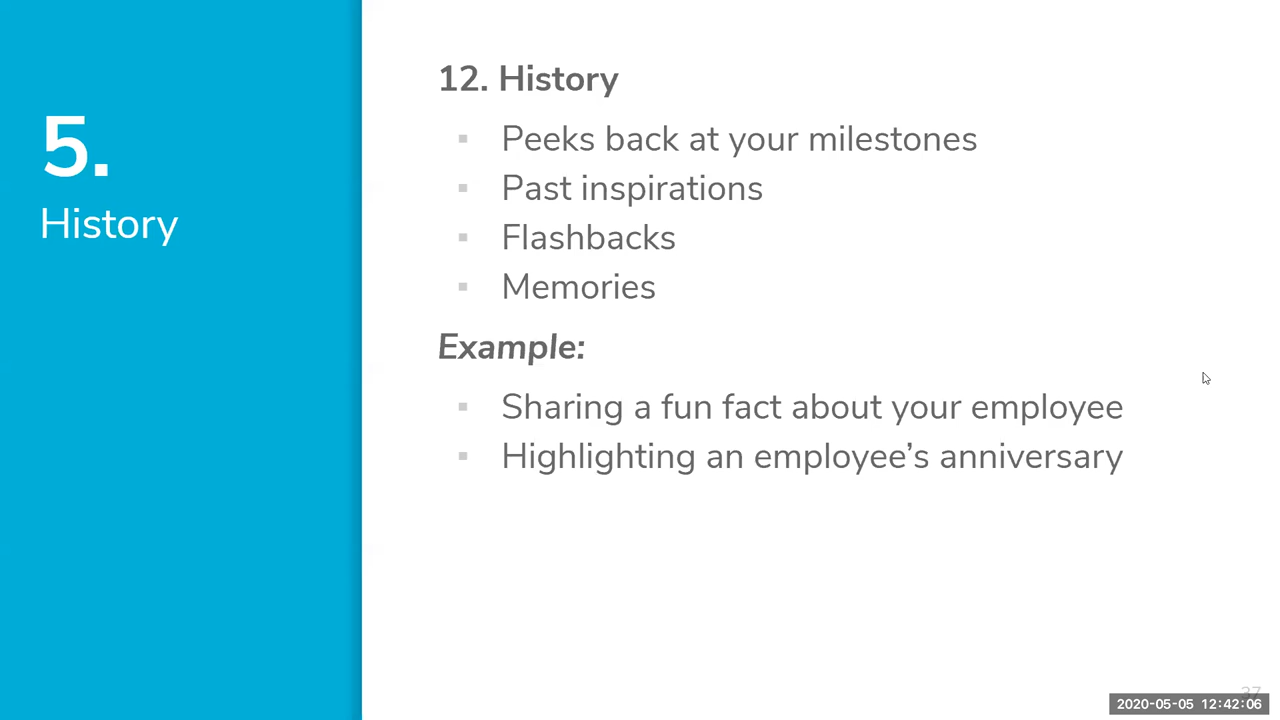 5.
History
12. History
▪ Peeks back at your milestones
▪ Past inspirations
▪ Flashbacks
▪ Memories
Example:
▪ Sharing a fun fact about your employee
▪ Highlighting an employee’s anniversary
37
2020-05-05 12:42:06